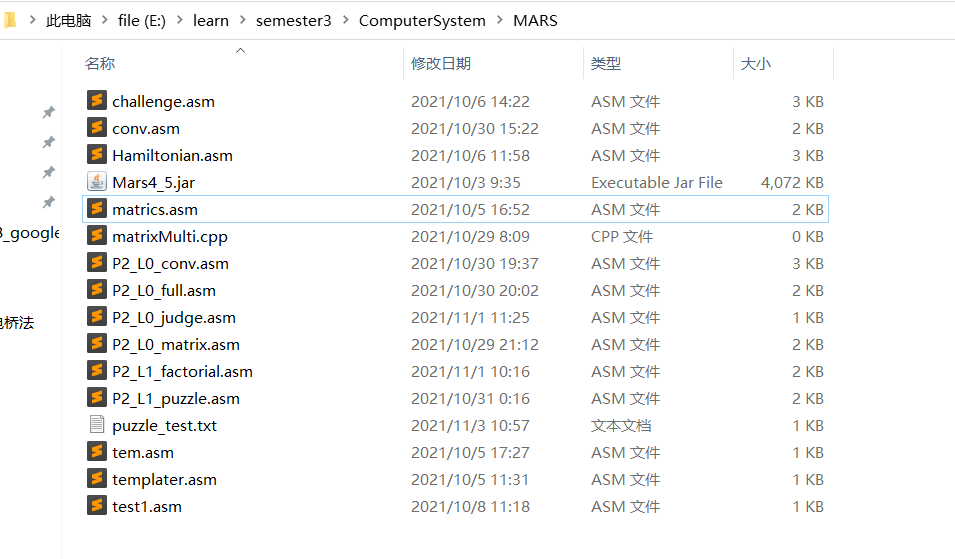 此电脑 > file (E:) > learn > semester3 > ComputerSystem > MARS
名称 修改日期 类型 大小
challenge.asm 2021/10/6 14:22 ASM 文件 3 KB
conv.asm 2021/10/30 15:22 ASM 文件 2 KB
Hamiltonian.asm 2021/10/6 11:58 ASM 文件 3 KB
Mars4_5.jar 2021/10/3 9:35 Executable Jar File 4,072 KB
matrics.asm 2021/10/5 16:52 ASM 文件 2 KB
matrixMulti.cpp 2021/10/29 8:09 CPP 文件 0 KB
3_google
P2_L0_conv.asm 2021/10/30 19:37 ASM 文件 3 KB
P2_L0_full.asm 2021/10/30 20:02 ASM 文件 2 KB
P2_L0_judge.asm 2021/11/1 11:25 ASM 文件 1 KB
电桥法
P2_L0_matrix.asm 2021/10/29 21:12 ASM 文件 2 KB
P2_L1_factorial.asm 2021/11/1 10:16 ASM 文件 2 KB
P2_L1_puzzle.asm 2021/10/31 0:16 ASM 文件 2 KB
puzzle_test.txt 2021/11/3 10:57 文本文档 1 KB
tem.asm 2021/10/5 17:27 ASM 文件 1 KB
templater.asm 2021/10/5 11:31 ASM 文件 1 KB
test1.asm 2021/10/8 11:18 ASM 文件 1 KB